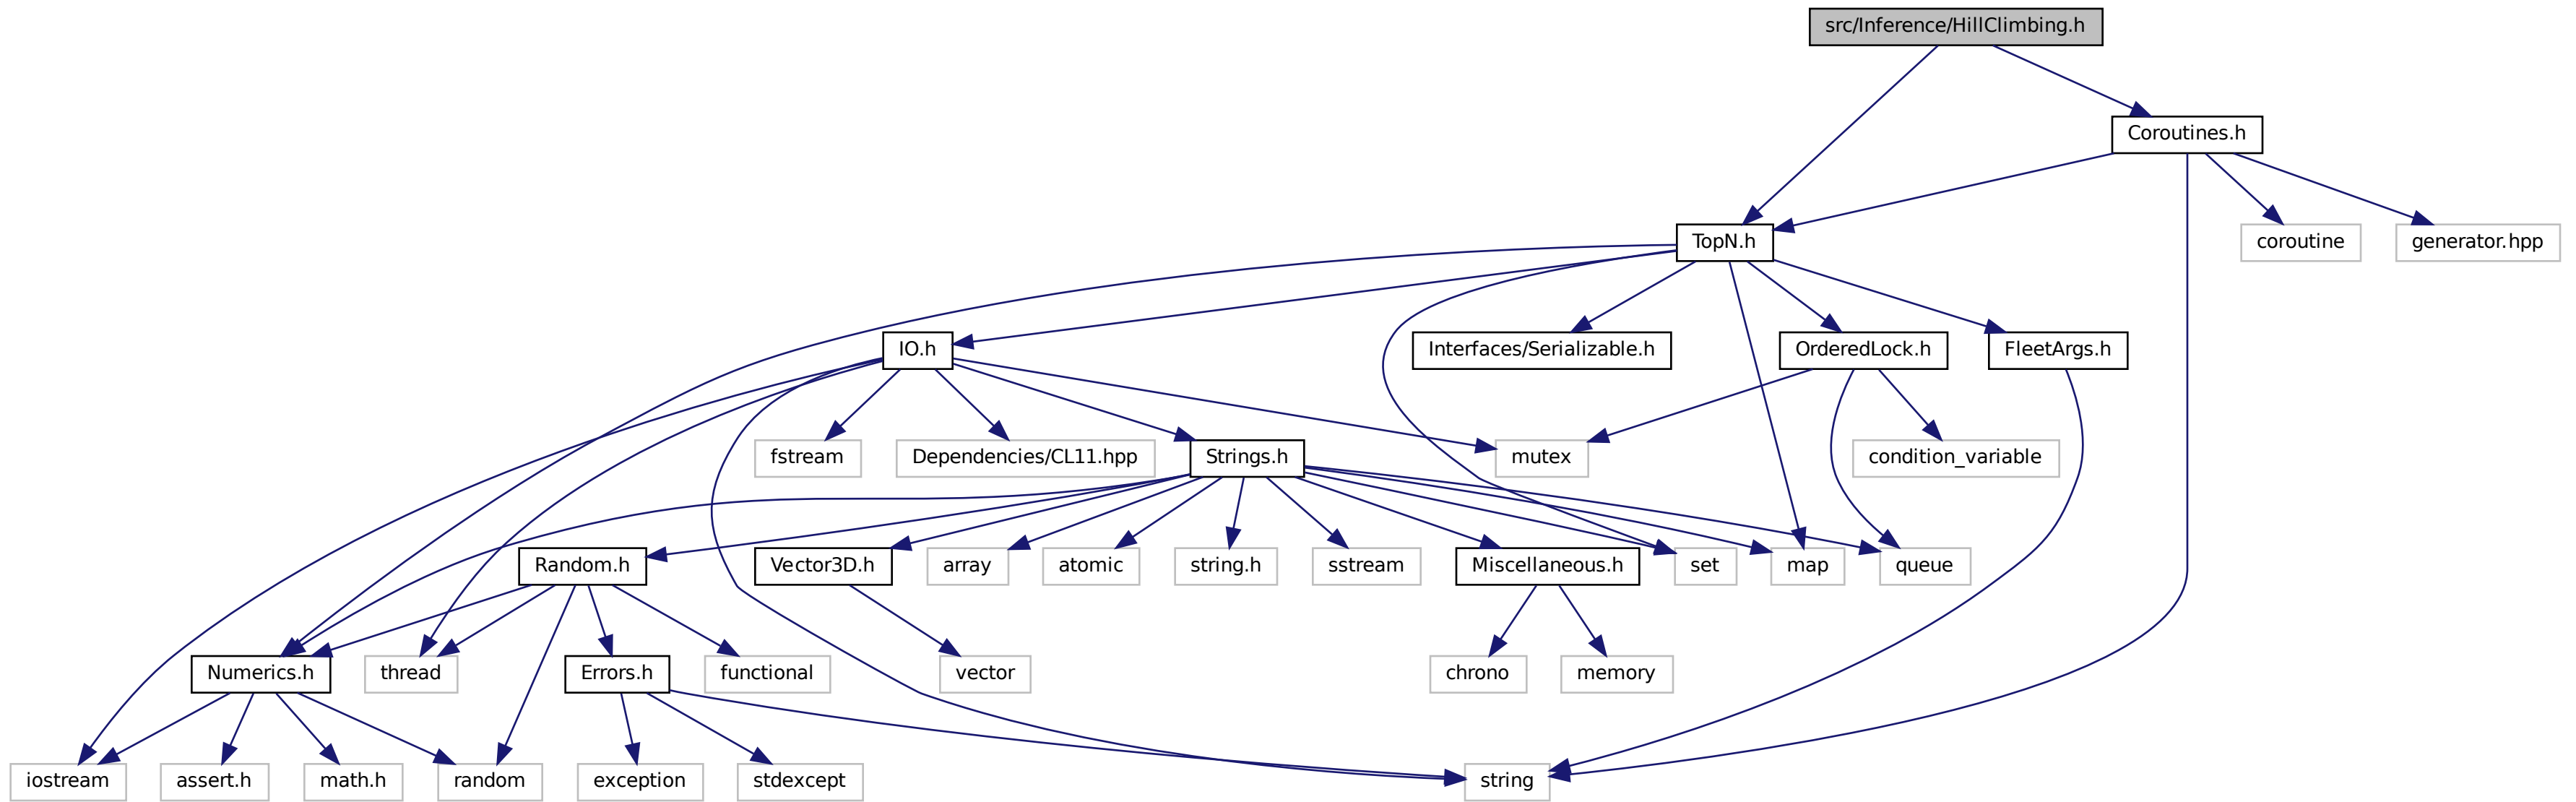 src/Inference/HillClimbing.h
Coroutines.h
TopN.h
coroutine
generator.hpp
IO.h
Interfaces/Serializable.h
OrderedLock.h
FleetArgs.h
fstream
Dependencies/CL11.hpp
Strings.h
mutex
condition_variable
Random.h
Vector3D.h
array
atomic
string.h
sstream
Miscellaneous.h
set
map
queue
Numerics.h
thread
Errors.h
functional
vector
chrono
memory
iostream
assert.h
math.h
random
exception
stdexcept
string